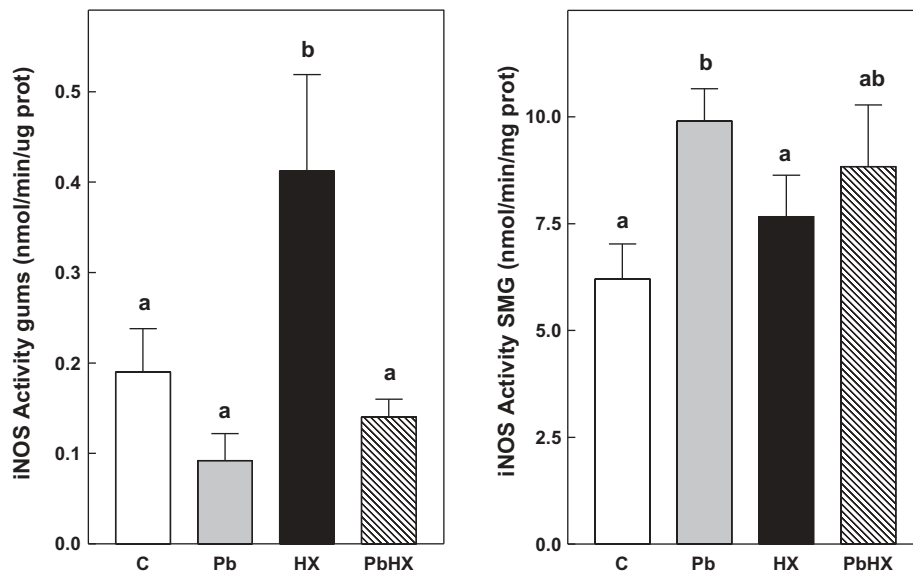 iNOS Activity gums (nmol/min/ug prot)
0.5
0.4
0.3
0.2
0.1
0.0
a
a
b
a
C Pb HX PbHX
iNOS Activity SMG (nmol/min/mg prot)
10.0
7.5
5.0
2.5
0.0
a
b
a
ab
C Pb HX PbHX